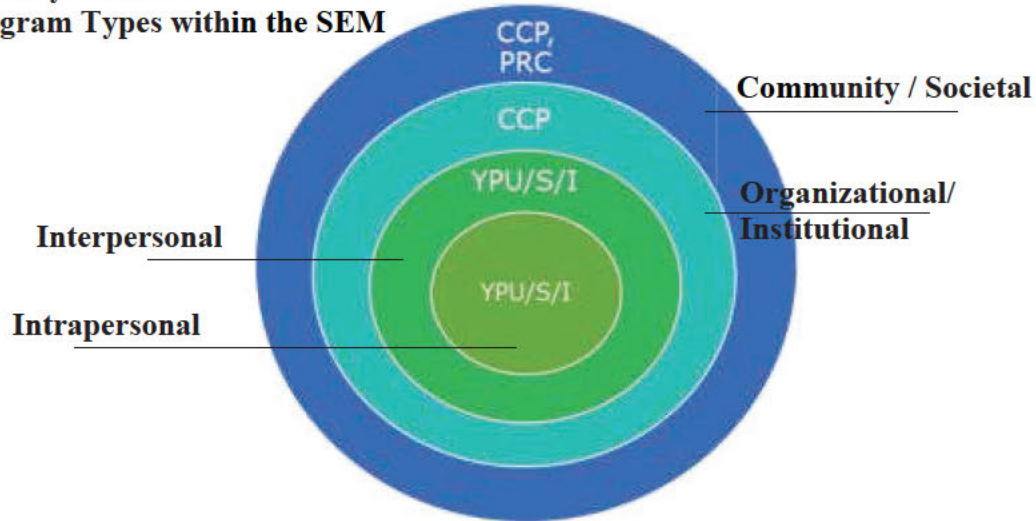 gram Types within the SEM
CCP,
PRC
Community / Societal
CCP
YPU/S/I
Organizational/
Institutional
Interpersonal
YPU/S/I
Intrapersonal